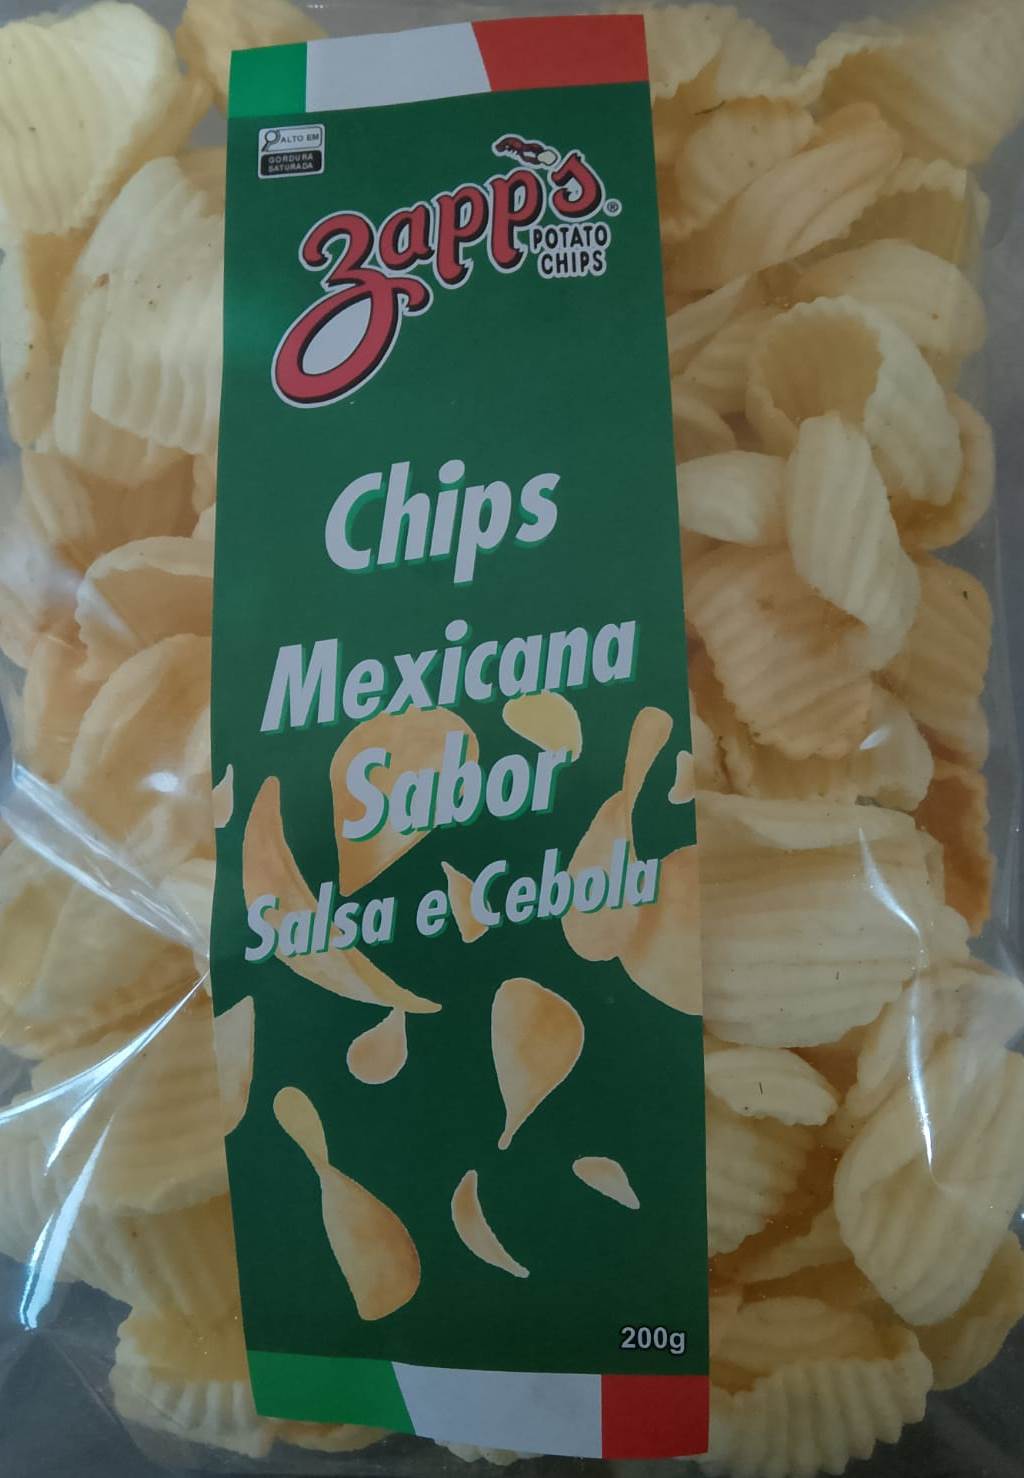 ALTO EM
GORDURA
SATURADA
Zapp's®
POTATO
CHIPS
Chips
Mexicana
Sabor
Salsa e Cebola
200g